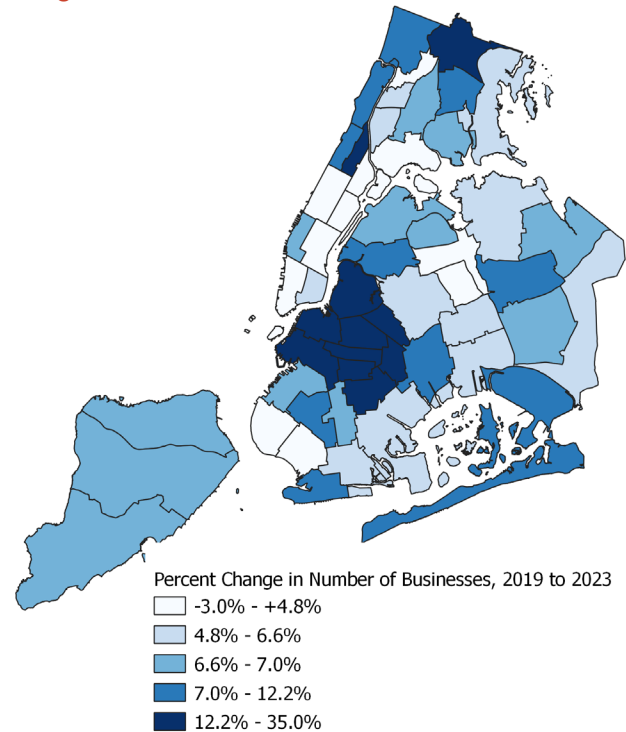 Percent Change in Number of Businesses, 2019 to 2023
-3.0% - +4.8%
4.8% - 6.6%
6.6% - 7.0%
7.0% - 12.2%
12.2% - 35.0%